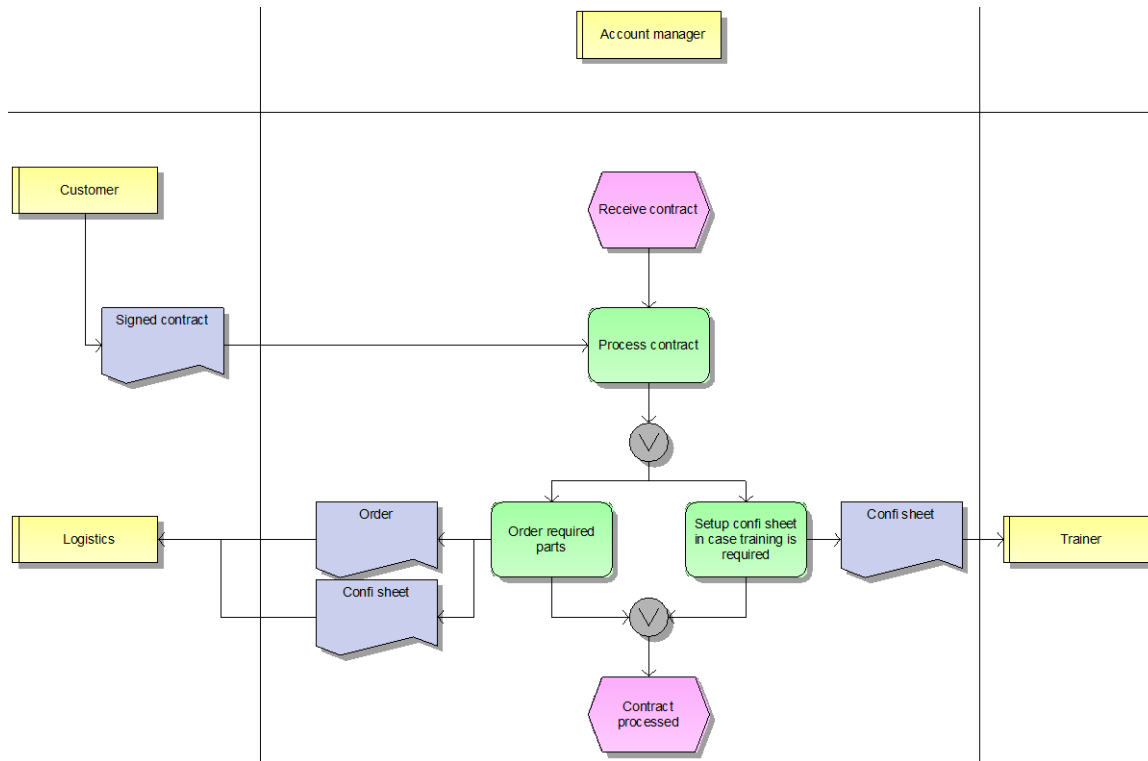 Account manager
Customer
Receive contract
Signed contract
Process contract
Logistics
Order
Confi sheet
Order required
parts
Setup confi sheet
in case training is
required
Confi sheet
Trainer
Contract
processed